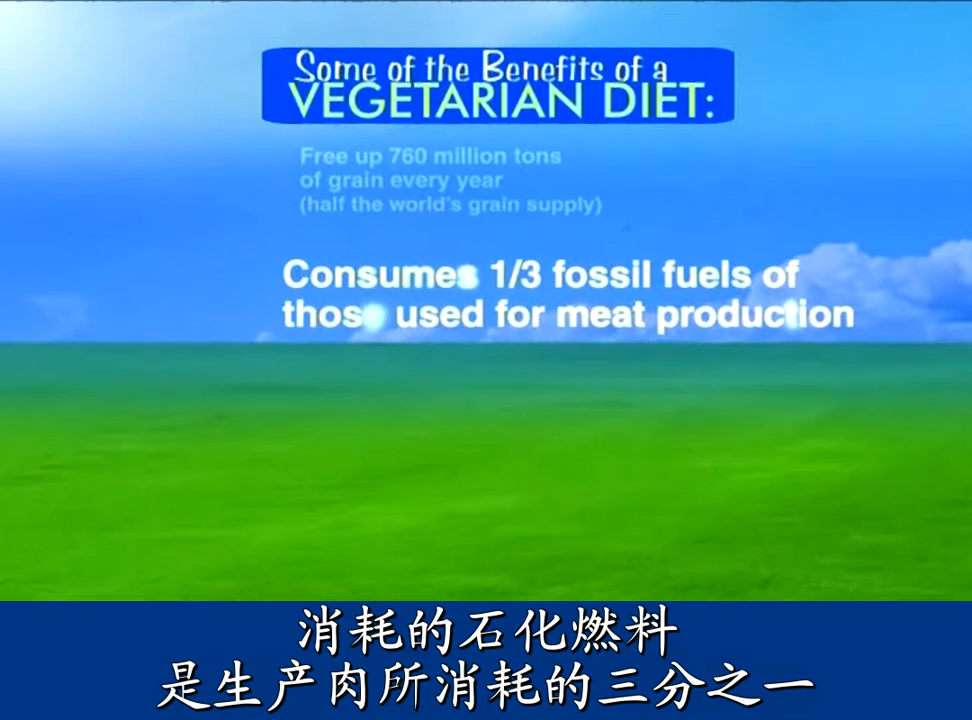 Some of the Benefits of a
VEGETARIAN DIET:
Free up 760 million tons
of grain every year
(half the world's grain supply)
Consumes 1/3 fossil fuels of
those used for meat production
消耗的石化燃料
是生产肉所消耗的三分之一